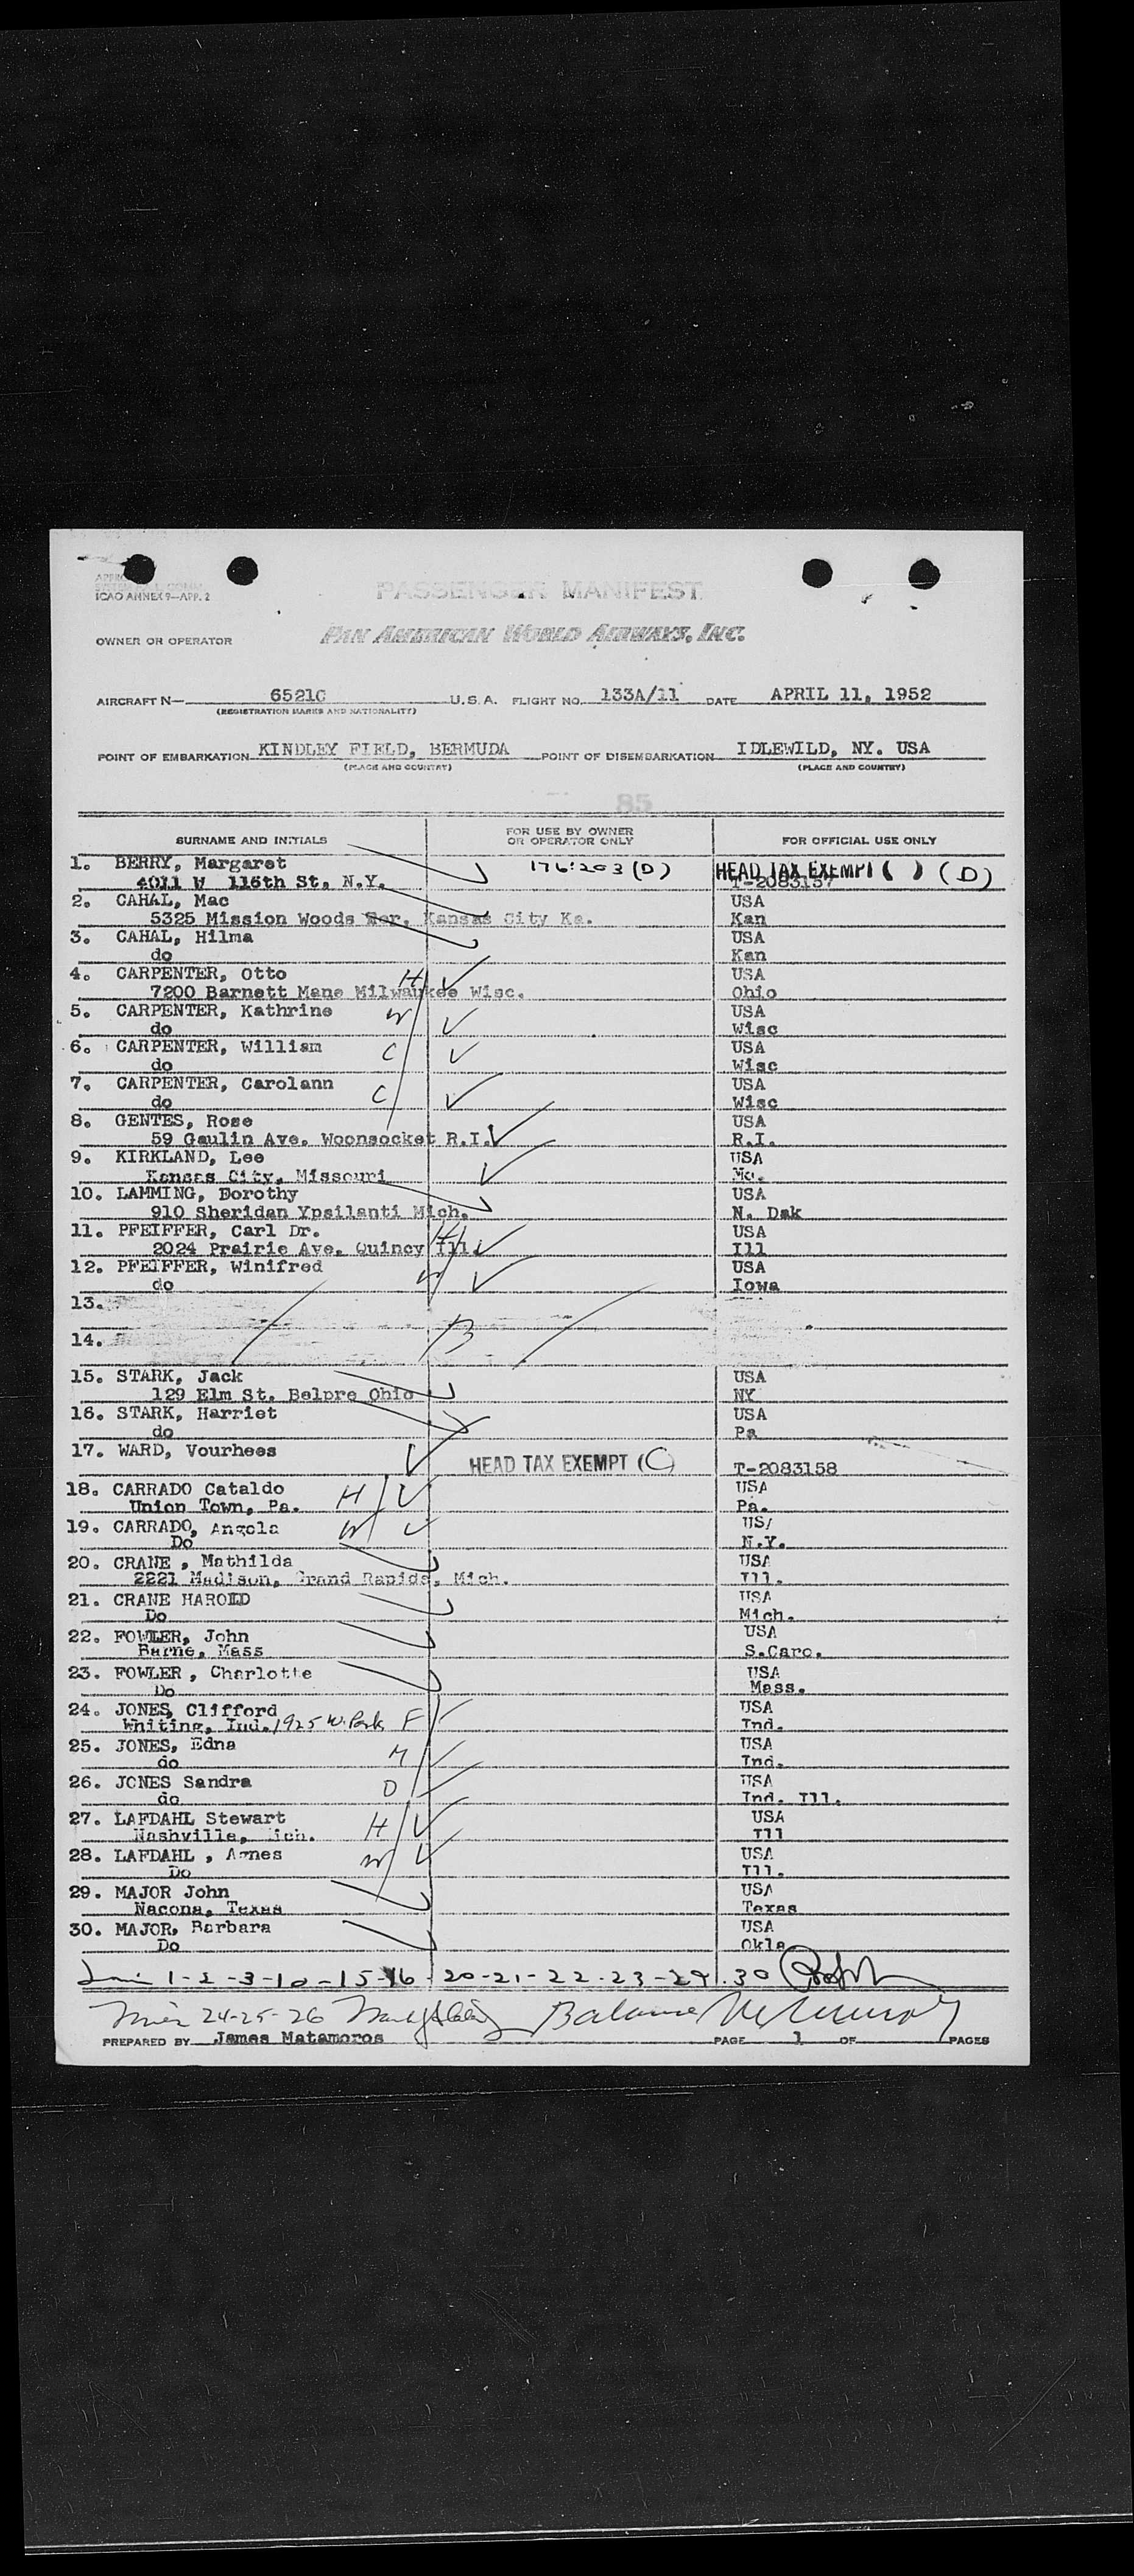 ICAO ANNEX 9—APP. 2
PASSENGER MANIFEST
OWNER OR OPERATOR
PAN AMERICAN WORLD AIRWAYS, INC.
AIRCRAFT N— 65210 U.S.A. FLIGHT NO. 133A/11 DATE APRIL 11, 1952
(REGISTRATION MARKS AND NATIONALITY)
POINT OF EMBARKATION KINDLEY FIELD, BERMUDA POINT OF DISEMBARKATION IDLEWILD, NY. USA
(PLACE AND COUNTRY) (PLACE AND COUNTRY)
85
SURNAME AND INITIALS FOR USE BY OWNER OR OPERATOR ONLY FOR OFFICIAL USE ONLY
1. BERRY, Margaret 176:203 (D) HEAD TAX EXEMPT ( ) (D)
4011 W 115th St, N.Y. T-2083157
2. CAHAL, Mac USA
5325 Mission Woods Ter, Kansas City Ks. Kan
3. CAHAL, Hilma USA
do Kan
4. CARPENTER, Otto H USA
7200 Barnett Mane Milwaukee Wisc. Ohio
5. CARPENTER, Kathrine W USA
do Wisc
6. CARPENTER, William C USA
do Wisc
7. CARPENTER, Carolann C USA
do Wisc
8. GENTES, Rose USA
59 Gaulin Ave. Woonsocket R.I. R.I.
9. KIRKLAND, Lee USA
Kansas City, Missouri Mo.
10. LAMMING, Dorothy USA
910 Sheridan Ypsilanti Mich. N. Dak
11. PFEIFFER, Carl Dr. H USA
2024 Prairie Ave. Quincy Ill. Ill
12. PFEIFFER, Winifred W USA
do Iowa
13.
14.
15. STARK, Jack USA
129 Elm St. Belpre Ohio NY
16. STARK, Harriet USA
do Pa
17. WARD, Vourhees HEAD TAX EXEMPT (C)
T-2083158
18. CARRADO Cataldo H USA
Union Town, Pa. Pa.
19. CARRADO, Angela W USA
Do N.Y.
20. CRANE , Mathilda USA
2221 Madison, Grand Rapids, Mich. Ill.
21. CRANE HAROLD USA
Do Mich.
22. FOWLER, John USA
Barne, Mass S.Caro.
23. FOWLER , Charlotte USA
Do Mass.
24. JONES, Clifford USA
Whiting, Ind. 1925 W. Park F Ind.
25. JONES, Edna M USA
do Ind.
26. JONES Sandra D USA
do Ind. Ill.
27. LAFDAHL Stewart H USA
Nashville, Mich. Ill
28. LAFDAHL , Agnes W USA
Do Ill.
29. MAJOR John USA
Nacona, Texas Texas
30. MAJOR, Barbara USA
Do Okla
1-2-3-10-15-16-20-21-22-23-29-30
24-25-26 Balance
PREPARED BY James Matamoros PAGE 1 OF PAGES